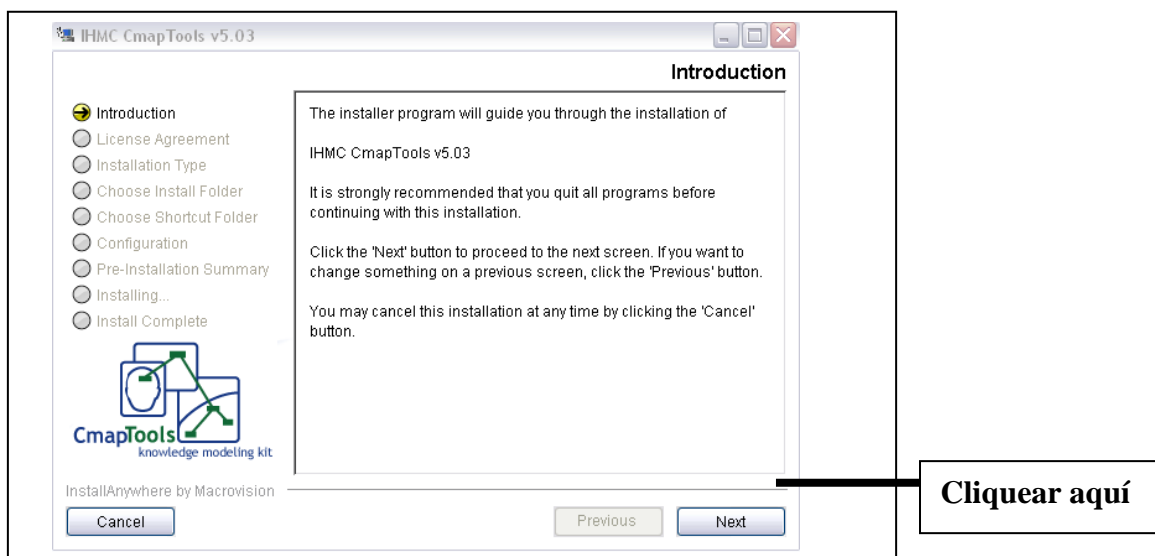 IHMC CmapTools v5.03
Introduction
Introduction
License Agreement
Installation Type
Choose Install Folder
Choose Shortcut Folder
Configuration
Pre-Installation Summary
Installing...
Install Complete
The installer program will guide you through the installation of
IHMC CmapTools v5.03
It is strongly recommended that you quit all programs before
continuing with this installation.
Click the 'Next' button to proceed to the next screen. If you want to
change something on a previous screen, click the 'Previous' button.
You may cancel this installation at any time by clicking the 'Cancel'
button.
CmapTools
knowledge modeling kit
InstallAnywhere by Macrovision
Cancel
Previous
Next
Cliquear aquí